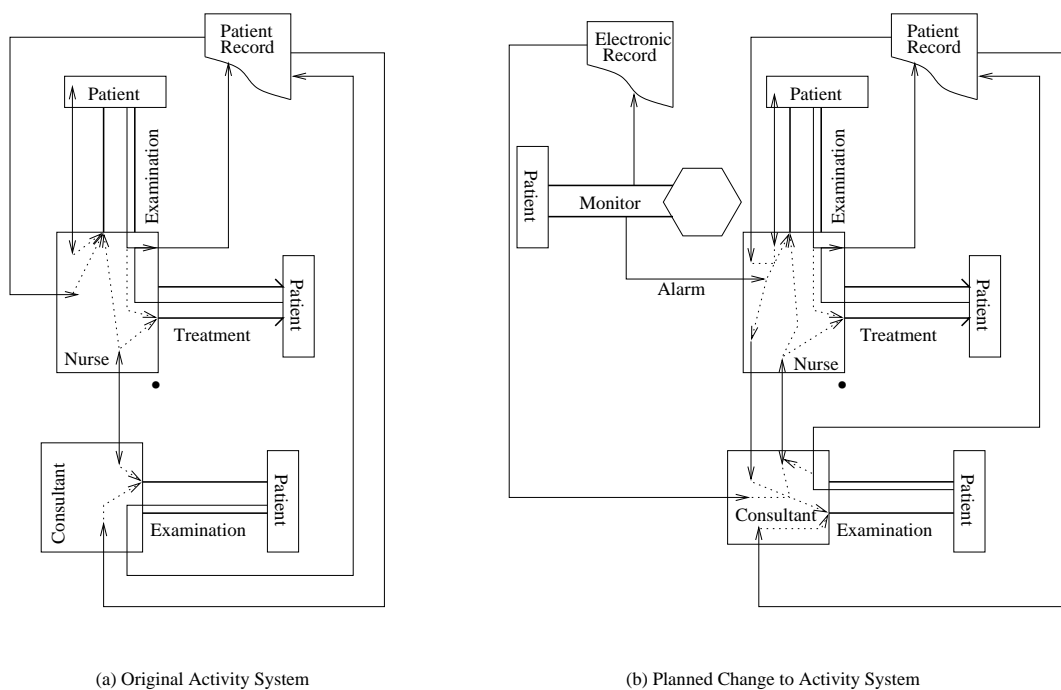 Patient
Record
Patient
Examination
Patient
Treatment
Nurse
Consultant
Patient
Examination
(a) Original Activity System
Electronic
Record
Patient
Record
Patient
Examination
Patient
Monitor
Alarm
Patient
Treatment
Nurse
Consultant
Patient
Examination
(b) Planned Change to Activity System